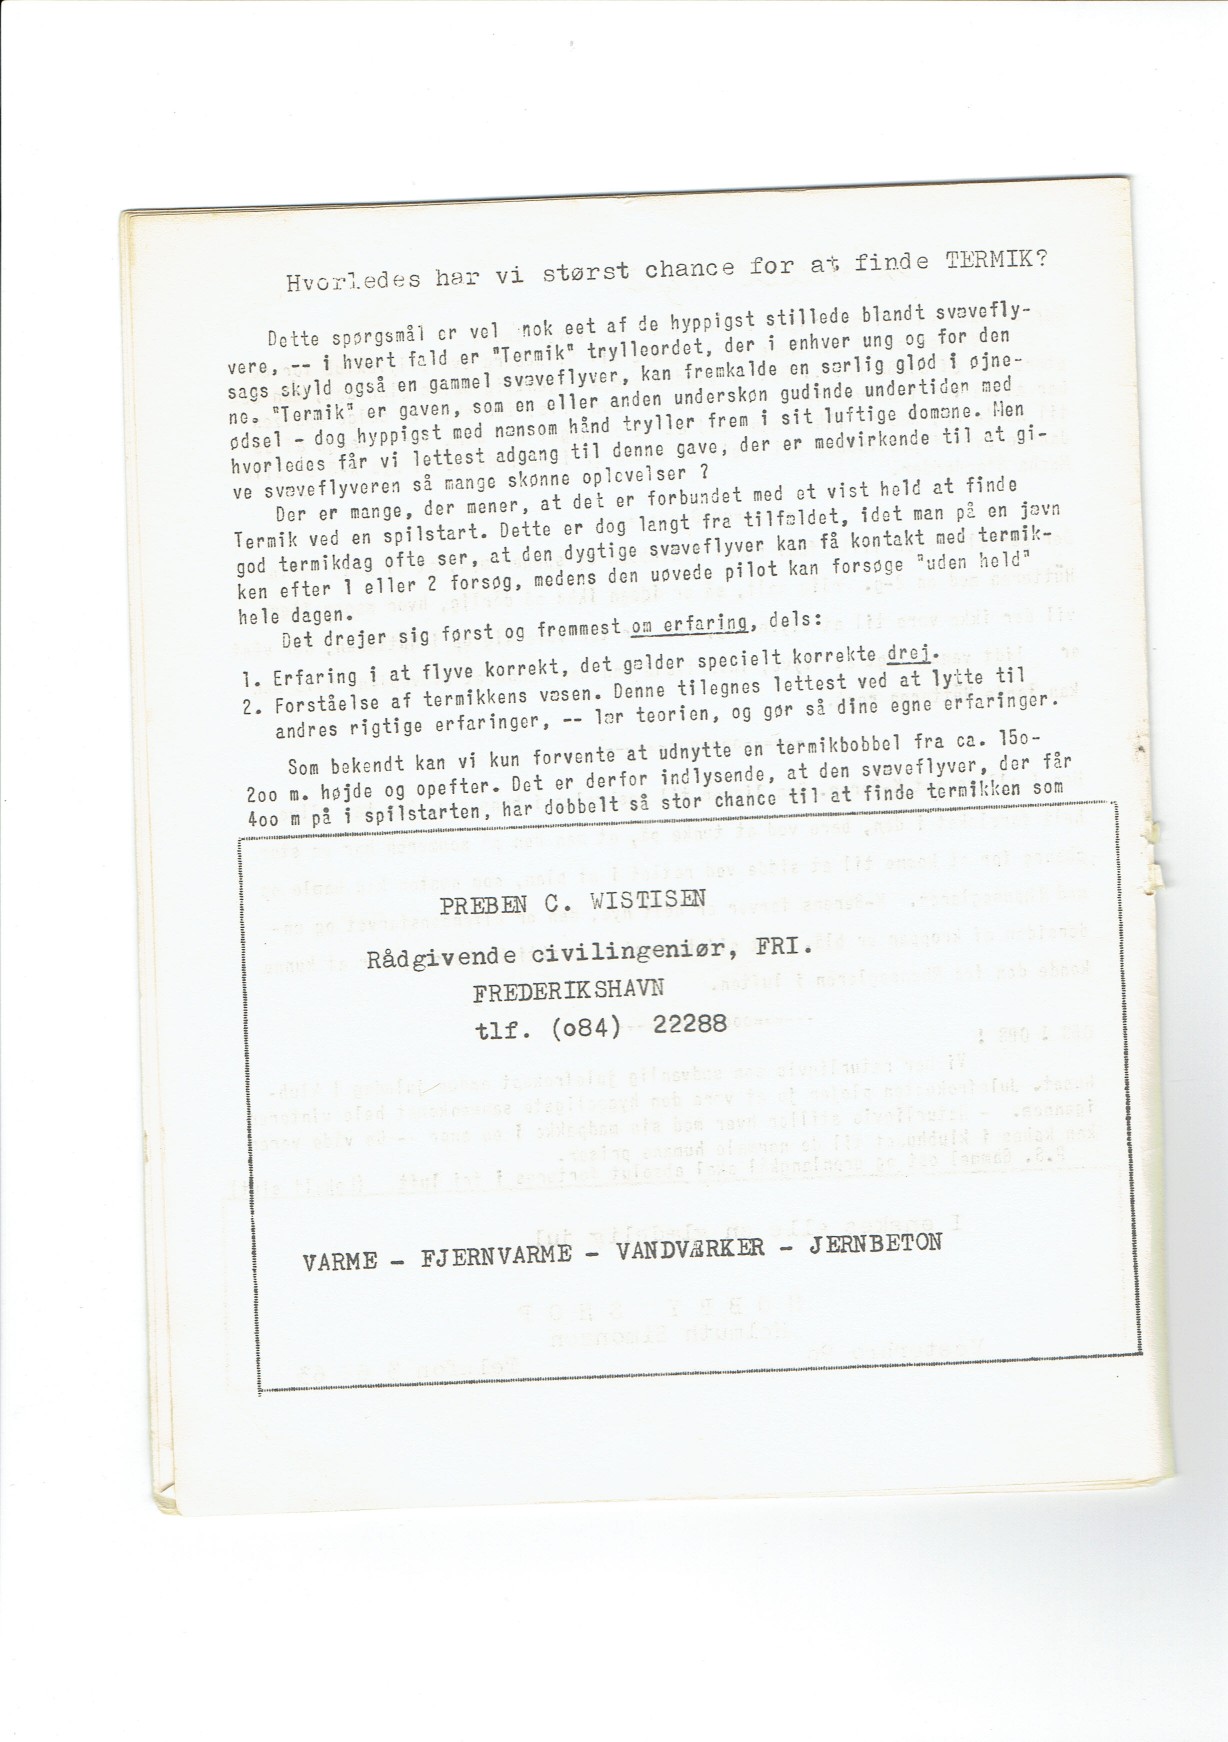 Hvorledes har vi størst chance for at finde TERMIK?
Dette spørgsmål er vel nok eet af de hyppigst stillede blandt svævefly-
vere, -- i hvert fald er "Termik" trylleordet, der i enhver ung og for den
sags skyld også en gammel svæveflyver, kan fremkalde en særlig glød i øjne-
ne. "Termik" er gaven, som en eller anden underskøn gudinde undertiden med
ødsel - dog hyppigst med nænsom hånd tryller frem i sit luftige domæne. Men
hvorledes får vi lettest adgang til denne gave, der er medvirkende til at gi-
ve svæveflyveren så mange skønne oplevelser ?
Der er mange, der mener, at det er forbundet med et vist held at finde
Termik ved en spilstart. Dette er dog langt fra tilfældet, idet man på en jævn
god termikdag ofte ser, at den dygtige svæveflyver kan få kontakt med termik-
ken efter 1 eller 2 forsøg, medens den uøvede pilot kan forsøge "uden held"
hele dagen.
Det drejer sig først og fremmest om erfaring, dels:
1. Erfaring i at flyve korrekt, det gælder specielt korrekte drej.
2. Forståelse af termikkens væsen. Denne tilegnes lettest ved at lytte til
andres rigtige erfaringer, -- lær teorien, og gør så dine egne erfaringer.
Som bekendt kan vi kun forvente at udnytte en termikbobbel fra ca. 15o-
2oo m. højde og opefter. Det er derfor indlysende, at den svæveflyver, der får
4oo m på i spilstarten, har dobbelt så stor chance til at finde termikken som
PREBEN C. WISTISEN
Rådgivende civilingeniør, FRI.
FREDERIKSHAVN
tlf. (o84) 22288
VARME - FJERNVARME - VANDVÆRKER - JERNBETON